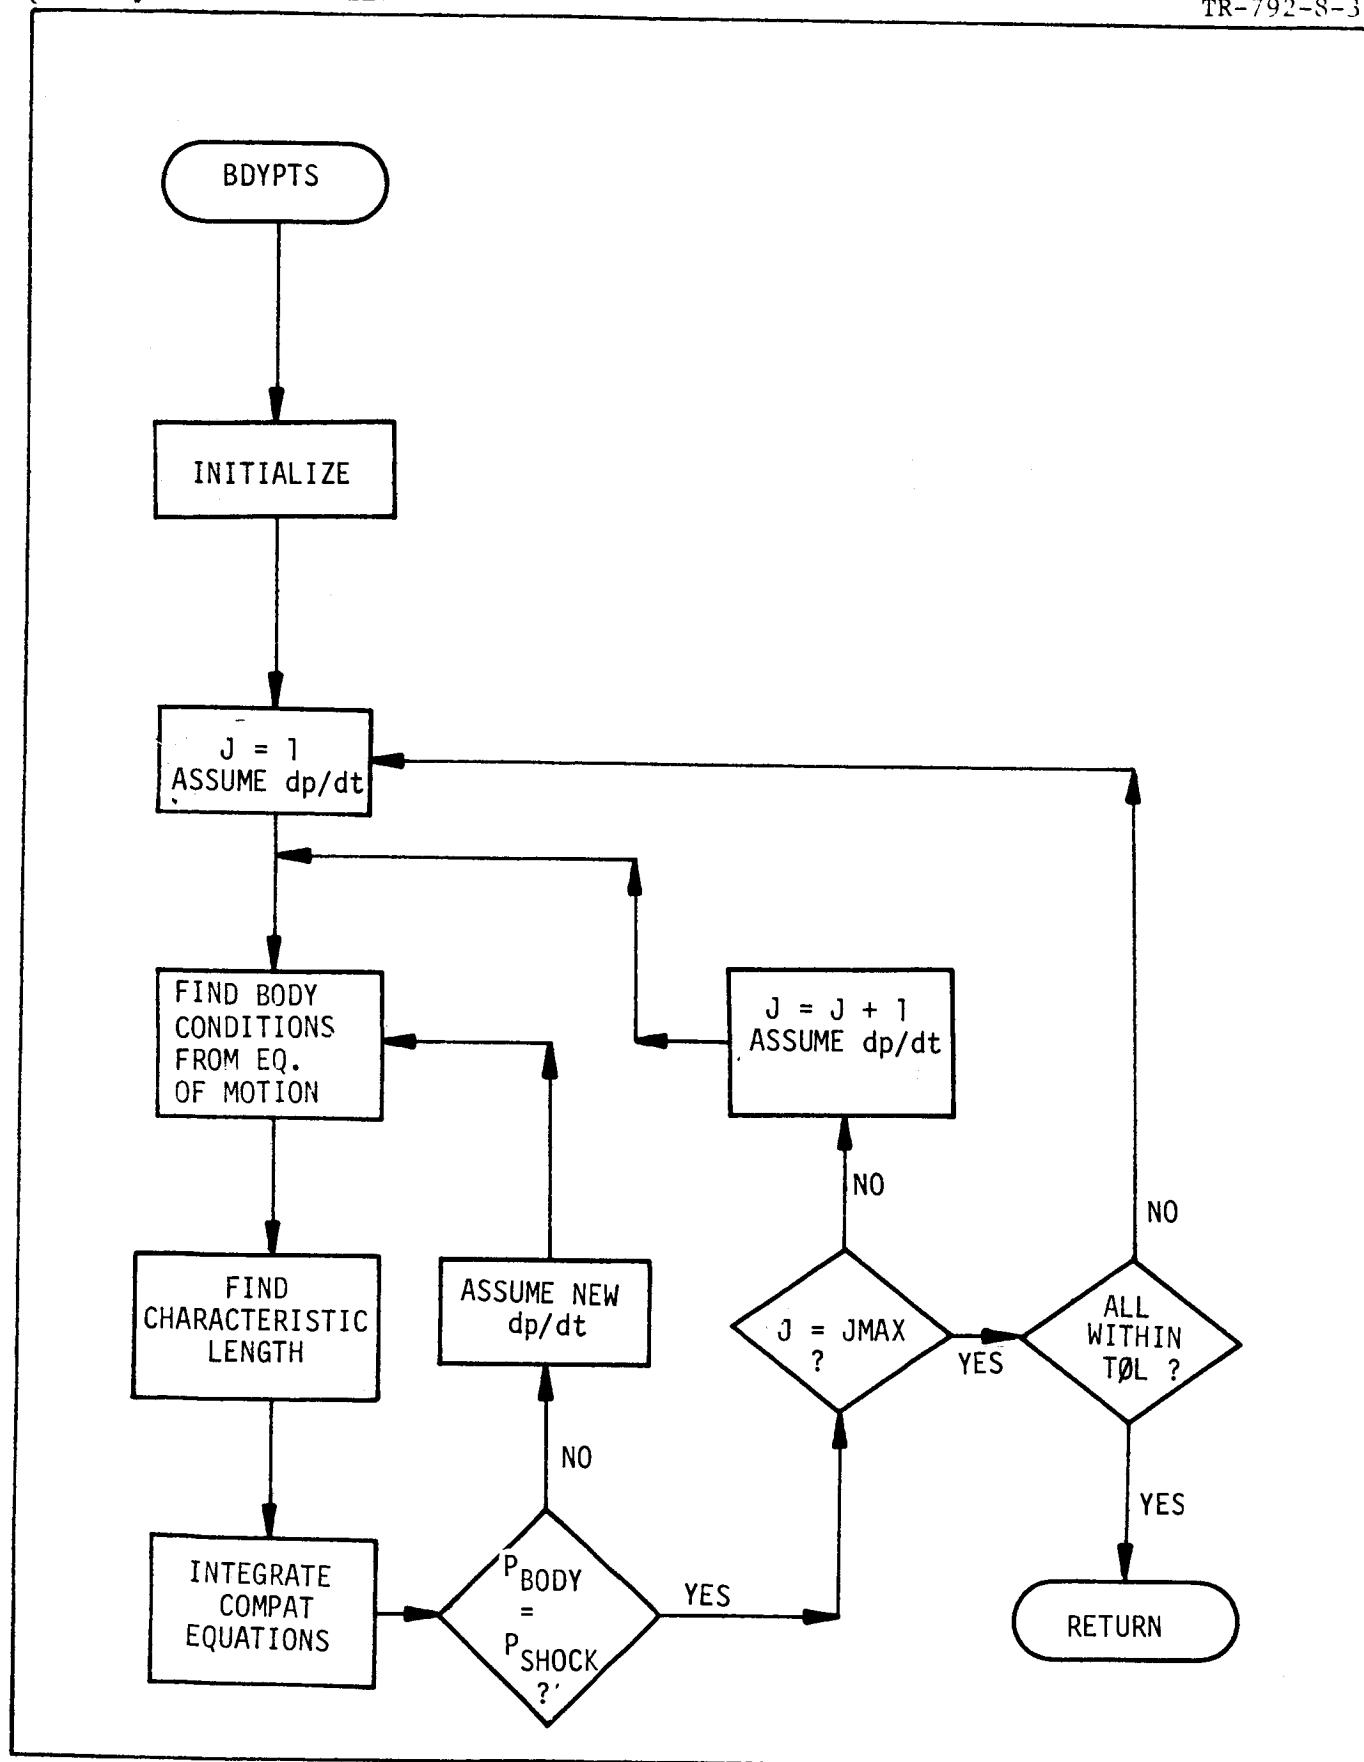 TR-792-8-3
BDYPTS
INITIALIZE
J = 1
ASSUME dp/dt
FIND BODY
CONDITIONS
FROM EQ.
OF MOTION
J = J + 1
ASSUME dp/dt
NO
NO
FIND
CHARACTERISTIC
LENGTH
ASSUME NEW
dp/dt
J = JMAX
?
YES
ALL
WITHIN
TØL ?
NO
YES
INTEGRATE
COMPAT
EQUATIONS
PBODY
=
PSHOCK
?
YES
RETURN